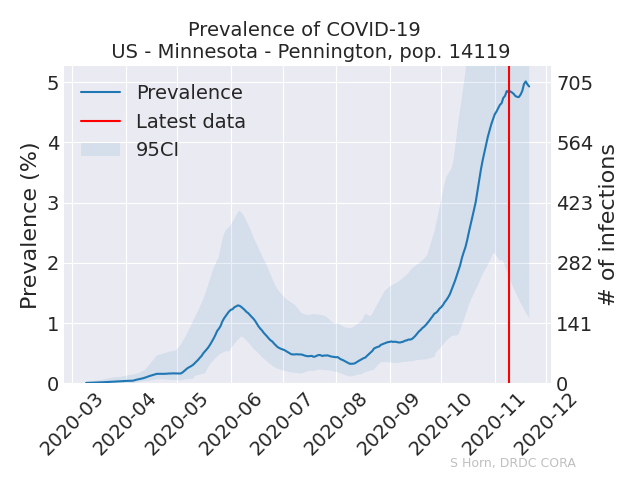 Prevalence of COVID-19
US - Minnesota - Pennington, pop. 14119
Prevalence
Latest data
95CI
Prevalence (%)
5
4
3
2
1
0
705
564
423
282
141
0
# of infections
2020-03
2020-04
2020-05
2020-06
2020-07
2020-08
2020-09
2020-10
2020-11
2020-12
S Horn, DRDC CORA